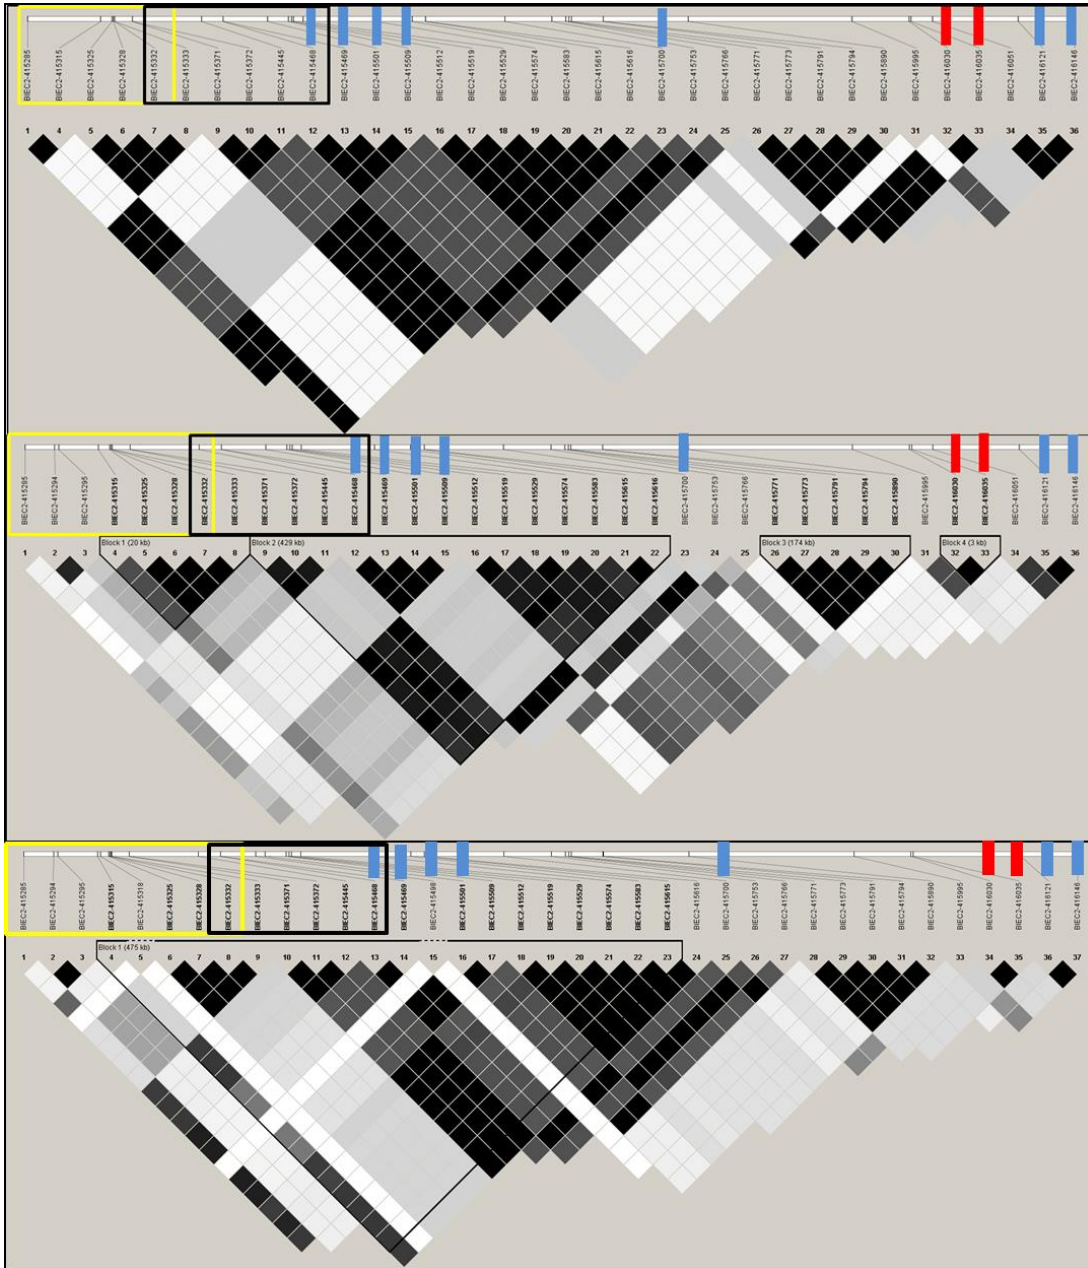 BIEC2-415285
BIEC2-415315
BIEC2-415325
BIEC2-415328
BIEC2-415332
BIEC2-415333
BIEC2-415371
BIEC2-415372
BIEC2-415445
BIEC2-415468
BIEC2-415469
BIEC2-415501
BIEC2-415509
BIEC2-415512
BIEC2-415519
BIEC2-415529
BIEC2-415574
BIEC2-415583
BIEC2-415615
BIEC2-415616
BIEC2-415700
BIEC2-415753
BIEC2-415766
BIEC2-415771
BIEC2-415773
BIEC2-415791
BIEC2-415794
BIEC2-415890
BIEC2-415995
BIEC2-416030
BIEC2-416035
BIEC2-416051
BIEC2-416121
BIEC2-416146
1 4 5 6 7 8 9 10 11 12 13 14 15 16 17 18 19 20 21 22 23 24 25 26 27 28 29 30 31 32 33 34 35 36
BIEC2-415285
BIEC2-415294
BIEC2-415295
BIEC2-415315
BIEC2-415325
BIEC2-415328
BIEC2-415332
BIEC2-415333
BIEC2-415371
BIEC2-415372
BIEC2-415445
BIEC2-415468
BIEC2-415469
BIEC2-415501
BIEC2-415509
BIEC2-415512
BIEC2-415519
BIEC2-415529
BIEC2-415574
BIEC2-415583
BIEC2-415615
BIEC2-415616
BIEC2-415700
BIEC2-415753
BIEC2-415766
BIEC2-415771
BIEC2-415773
BIEC2-415791
BIEC2-415794
BIEC2-415890
BIEC2-415995
BIEC2-416030
BIEC2-416035
BIEC2-416051
BIEC2-416121
BIEC2-416146
Block 1 (20 kb) Block 2 (429 kb) Block 3 (174 kb) Block 4 (3 kb)
1 2 3 4 5 6 7 8 9 10 11 12 13 14 15 16 17 18 19 20 21 22 23 24 25 26 27 28 29 30 31 32 33 34 35 36
BIEC2-415285
BIEC2-415294
BIEC2-415295
BIEC2-415315
BIEC2-415318
BIEC2-415325
BIEC2-415328
BIEC2-415332
BIEC2-415333
BIEC2-415371
BIEC2-415372
BIEC2-415445
BIEC2-415468
BIEC2-415469
BIEC2-415498
BIEC2-415501
BIEC2-415509
BIEC2-415512
BIEC2-415519
BIEC2-415529
BIEC2-415574
BIEC2-415583
BIEC2-415615
BIEC2-415616
BIEC2-415700
BIEC2-415753
BIEC2-415766
BIEC2-415771
BIEC2-415773
BIEC2-415791
BIEC2-415794
BIEC2-415890
BIEC2-415995
BIEC2-416030
BIEC2-416035
BIEC2-416121
BIEC2-416146
Block 1 (475 kb)
1 2 3 4 5 6 7 8 9 10 11 12 13 14 15 16 17 18 19 20 21 22 23 24 25 26 27 28 29 30 31 32 33 34 35 36 37